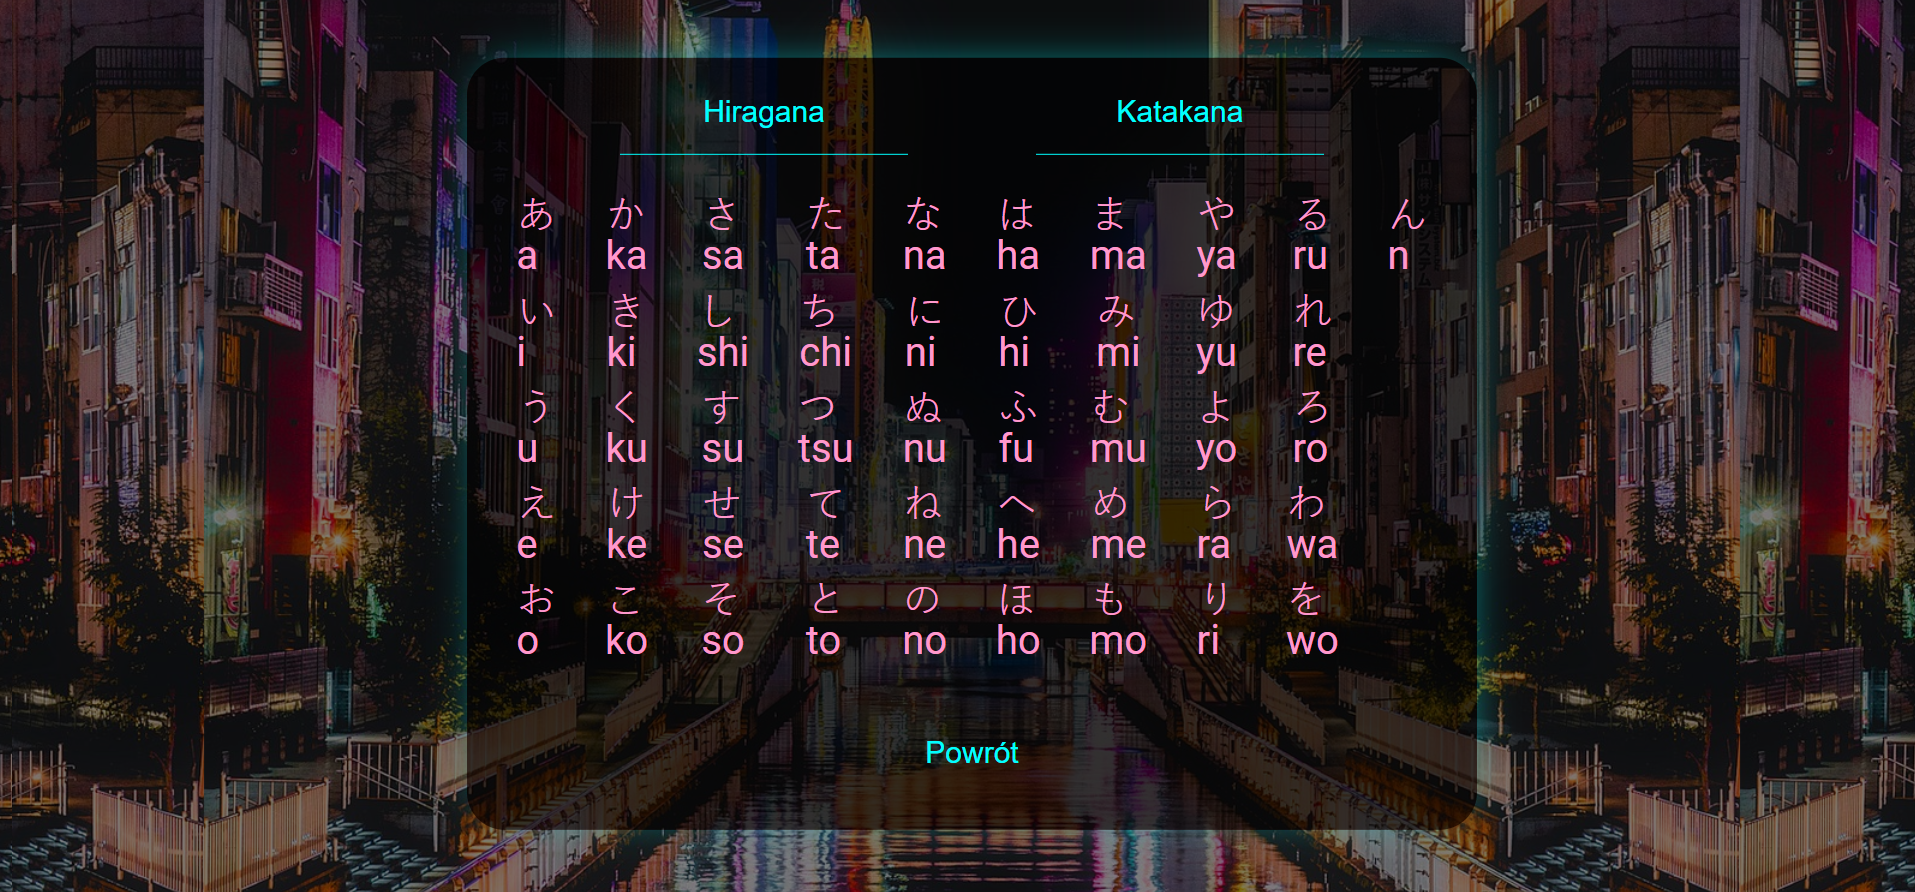 Hiragana Katakana
あ か さ た な は ま や る ん
a ka sa ta na ha ma ya ru n
い き し ち に ひ み ゆ れ
i ki shi chi ni hi mi yu re
う く す つ ぬ ふ む よ ろ
u ku su tsu nu fu mu yo ro
え け せ て ね へ め ら わ
e ke se te ne he me ra wa
お こ そ と の ほ も り を
o ko so to no ho mo ri wo
Powrót